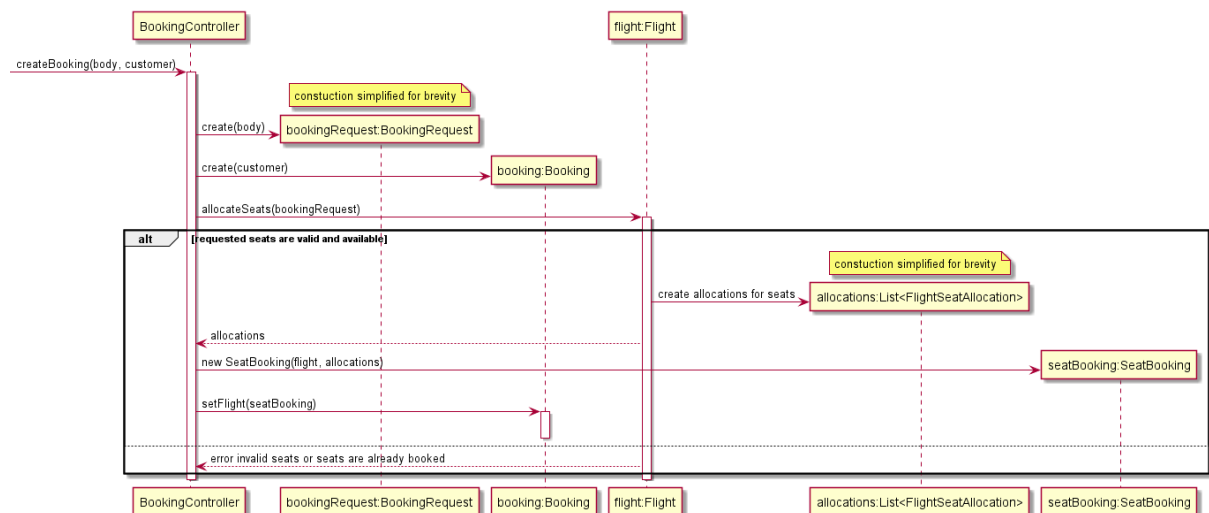 BookingController
flight:Flight
createBooking(body, customer)
constuction simplified for brevity
create(body)
bookingRequest:BookingRequest
create(customer)
booking:Booking
allocateSeats(bookingRequest)
alt
[requested seats are valid and available]
constuction simplified for brevity
create allocations for seats
allocations:List<FlightSeatAllocation>
allocations
new SeatBooking(flight, allocations)
seatBooking:SeatBooking
setFlight(seatBooking)
error invalid seats or seats are already booked
BookingController
bookingRequest:BookingRequest
booking:Booking
flight:Flight
allocations:List<FlightSeatAllocation>
seatBooking:SeatBooking